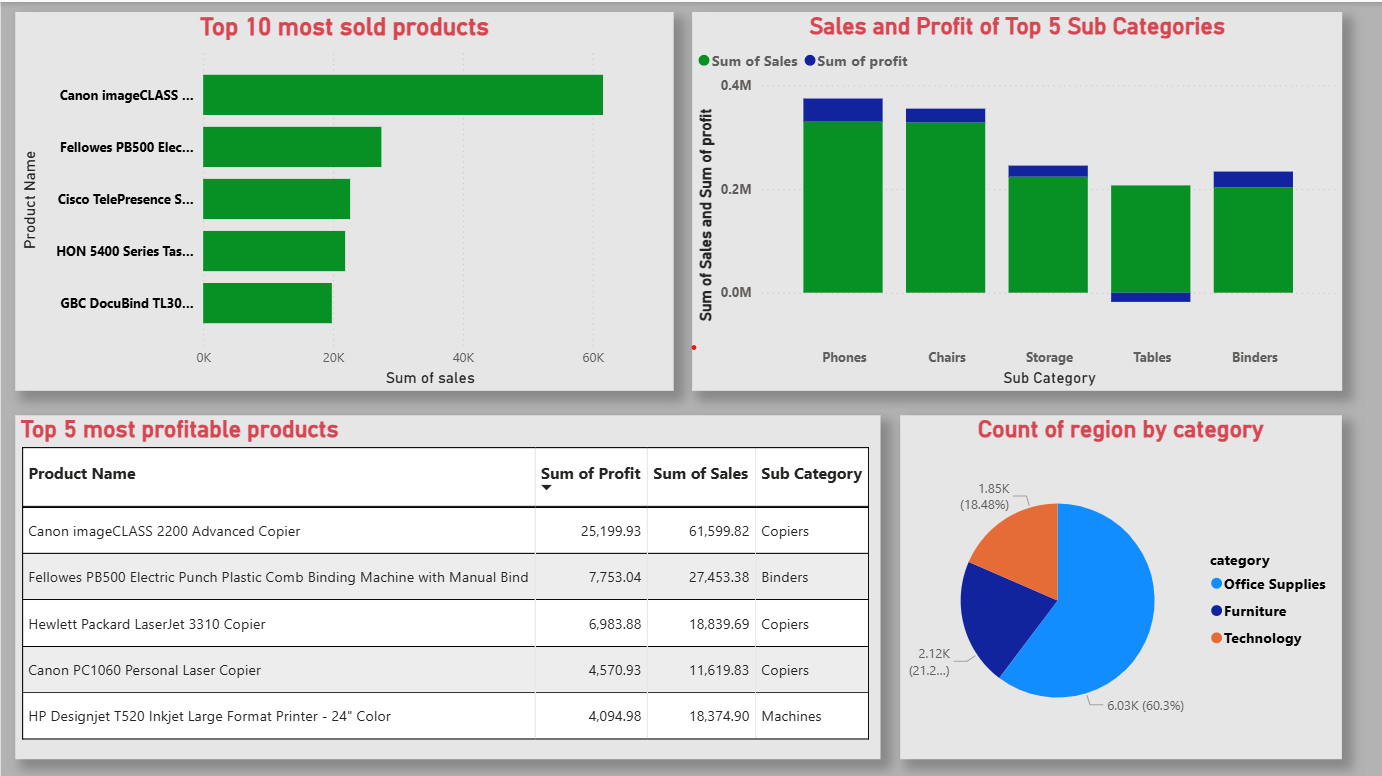 Top 10 most sold products
Product Name
Canon imageCLASS ...
Fellowes PB500 Elec...
Cisco TelePresence S...
HON 5400 Series Tas...
GBC DocuBind TL30...
0K 20K 40K 60K
Sum of sales
Sales and Profit of Top 5 Sub Categories
Sum of Sales Sum of profit
Sum of Sales and Sum of profit
0.4M
0.2M
0.0M
Phones Chairs Storage Tables Binders
Sub Category
Top 5 most profitable products
Product Name Sum of Profit Sum of Sales Sub Category
Canon imageCLASS 2200 Advanced Copier 25,199.93 61,599.82 Copiers
Fellowes PB500 Electric Punch Plastic Comb Binding Machine with Manual Bind 7,753.04 27,453.38 Binders
Hewlett Packard LaserJet 3310 Copier 6,983.88 18,839.69 Copiers
Canon PC1060 Personal Laser Copier 4,570.93 11,619.83 Copiers
HP Designjet T520 Inkjet Large Format Printer - 24" Color 4,094.98 18,374.90 Machines
Count of region by category
1.85K
(18.48%)
2.12K
(21.2...)
6.03K (60.3%)
category
Office Supplies
Furniture
Technology